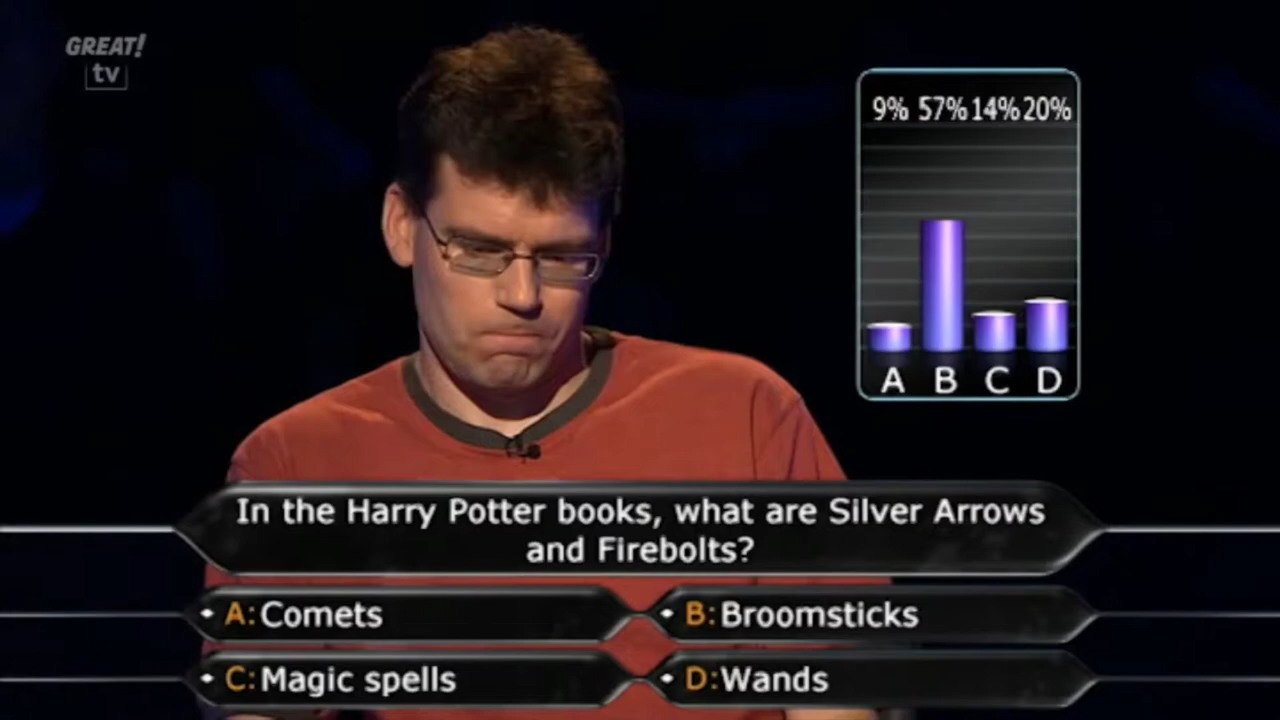 GREAT!
tv
9% 57% 14% 20%
A B C D
In the Harry Potter books, what are Silver Arrows
and Firebolts?
A: Comets
B: Broomsticks
C: Magic spells
D: Wands